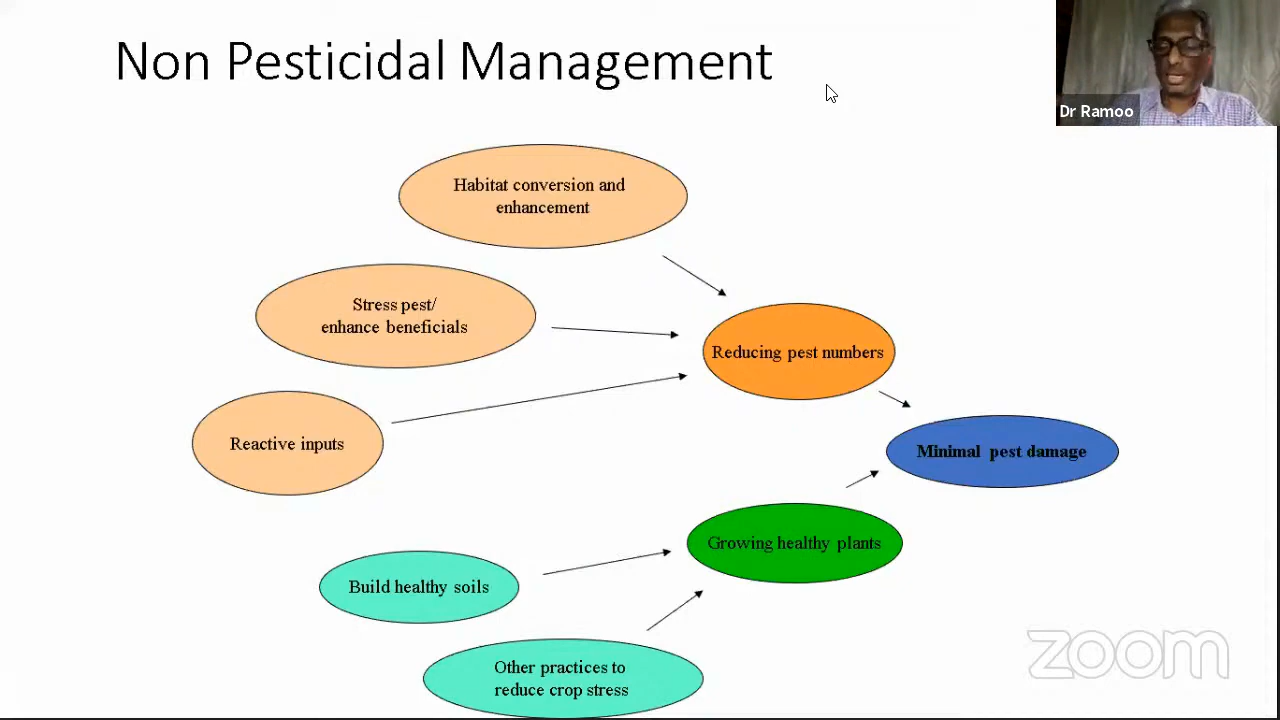 Non Pesticidal Management
Dr Ramoo
Habitat conversion and
enhancement
Stress pest/
enhance beneficials
Reducing pest numbers
Reactive inputs
Minimal pest damage
Growing healthy plants
Build healthy soils
Other practices to
reduce crop stress
zoom